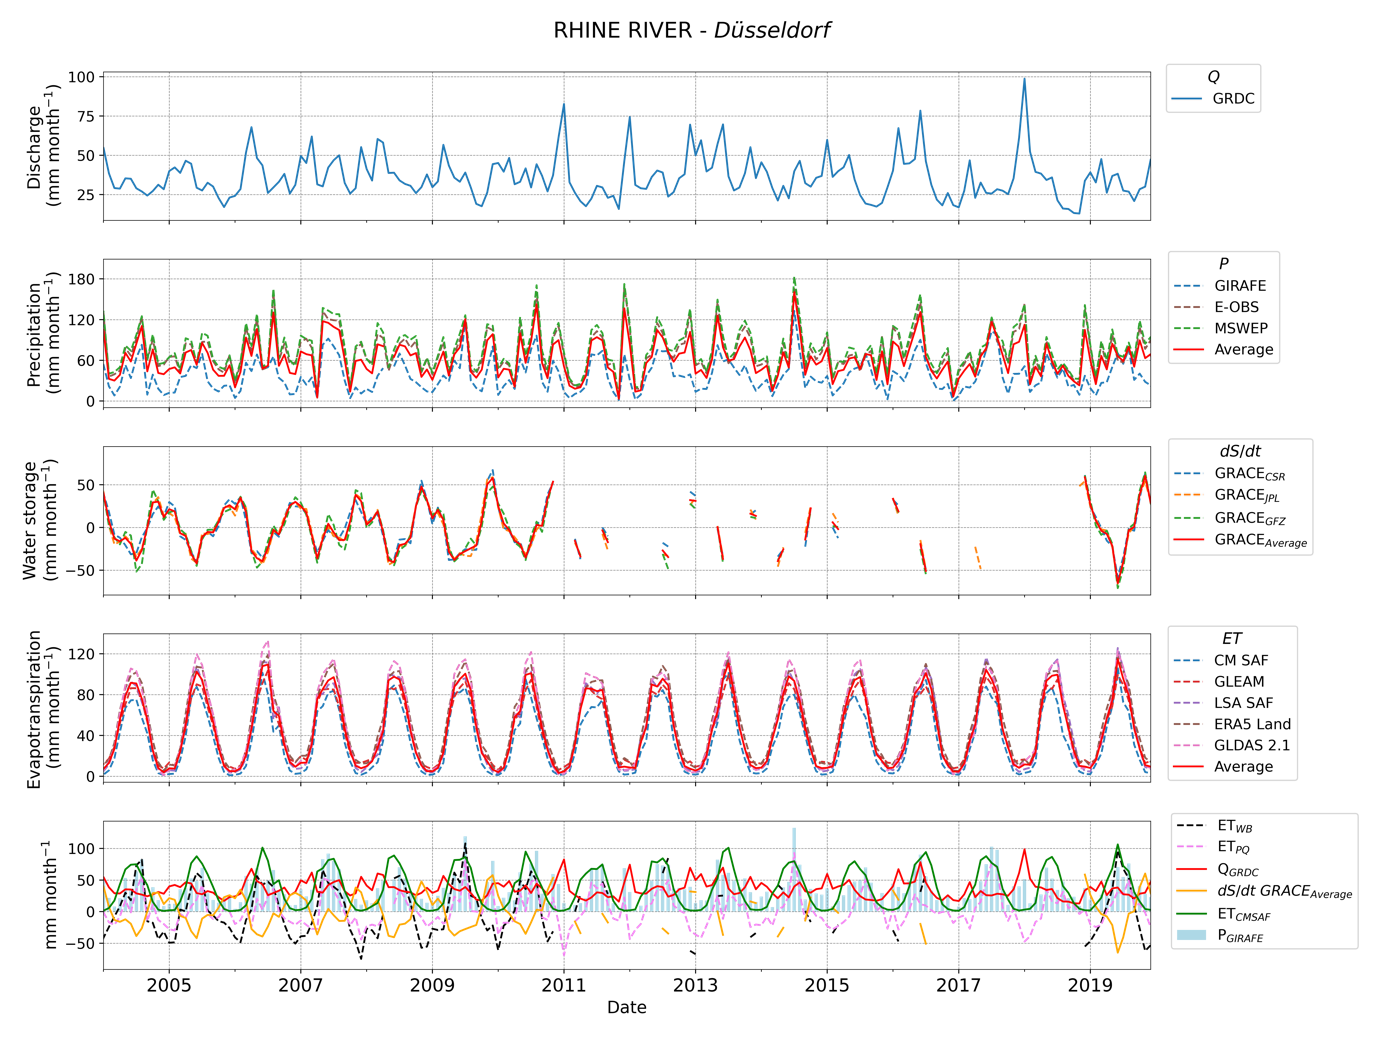 RHINE RIVER - Düsseldorf
Discharge
(mm month⁻¹)
100
75
50
25
Q
GRDC
Precipitation
(mm month⁻¹)
180
120
60
0
P
GIRAFE
E-OBS
MSWEP
Average
Water storage
(mm month⁻¹)
50
0
−50
dS/dt
GRACE_CSR
GRACE_JPL
GRACE_GFZ
GRACE_Average
Evapotranspiration
(mm month⁻¹)
120
80
40
0
ET
CM SAF
GLEAM
LSA SAF
ERA5 Land
GLDAS 2.1
Average
mm month⁻¹
100
50
0
−50
ET_WB
ET_PQ
Q_GRDC
dS/dt GRACE_Average
ET_CMSAF
P_GIRAFE
2005 2007 2009 2011 2013 2015 2017 2019
Date